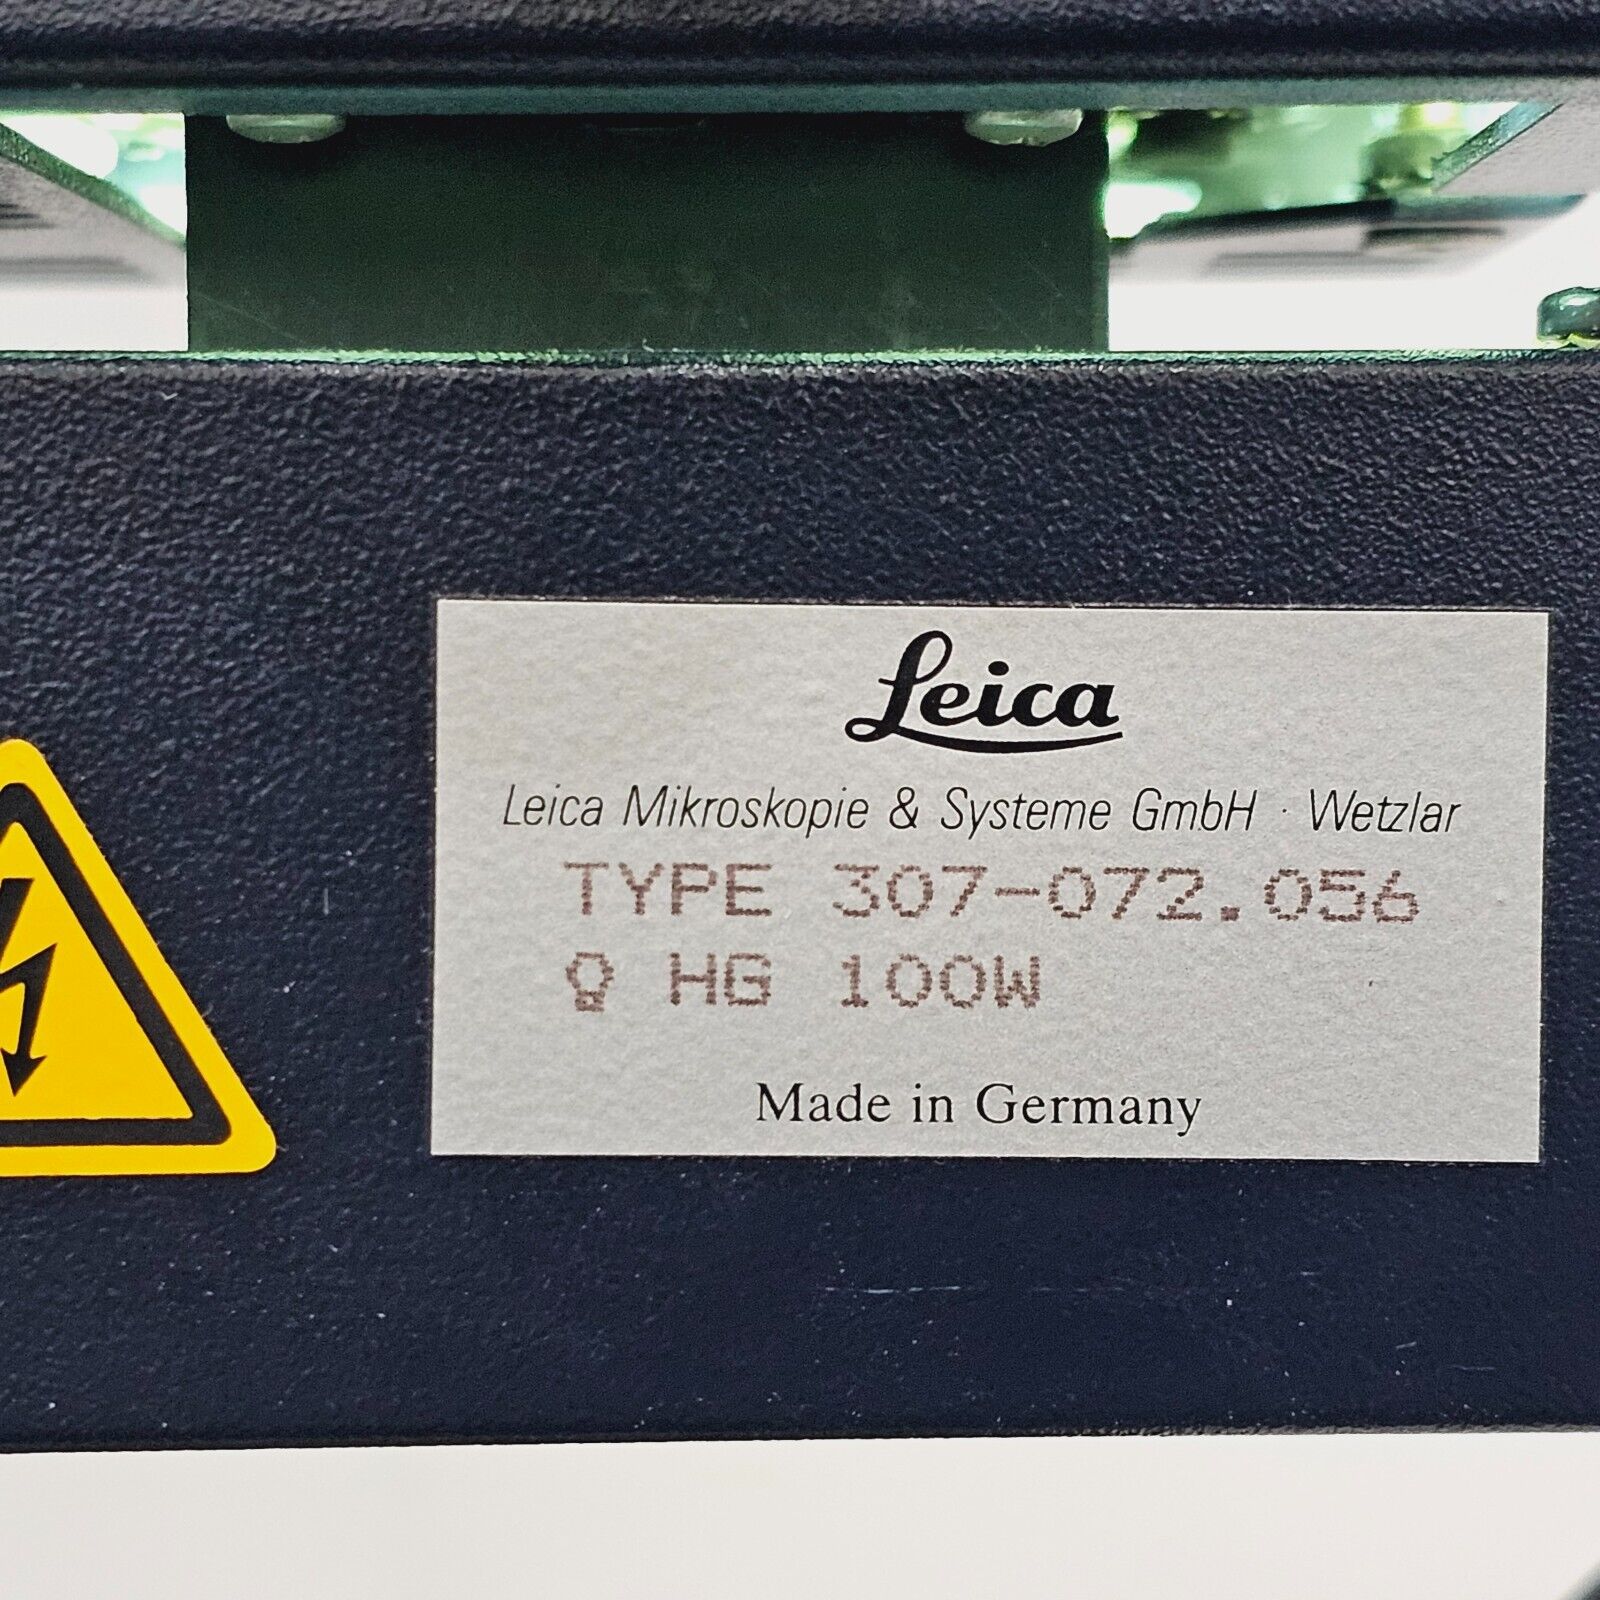 Leica
Leica Mikroskopie & Systeme GmbH · Wetzlar
TYPE 307-072.056
HG 100W
Made in Germany